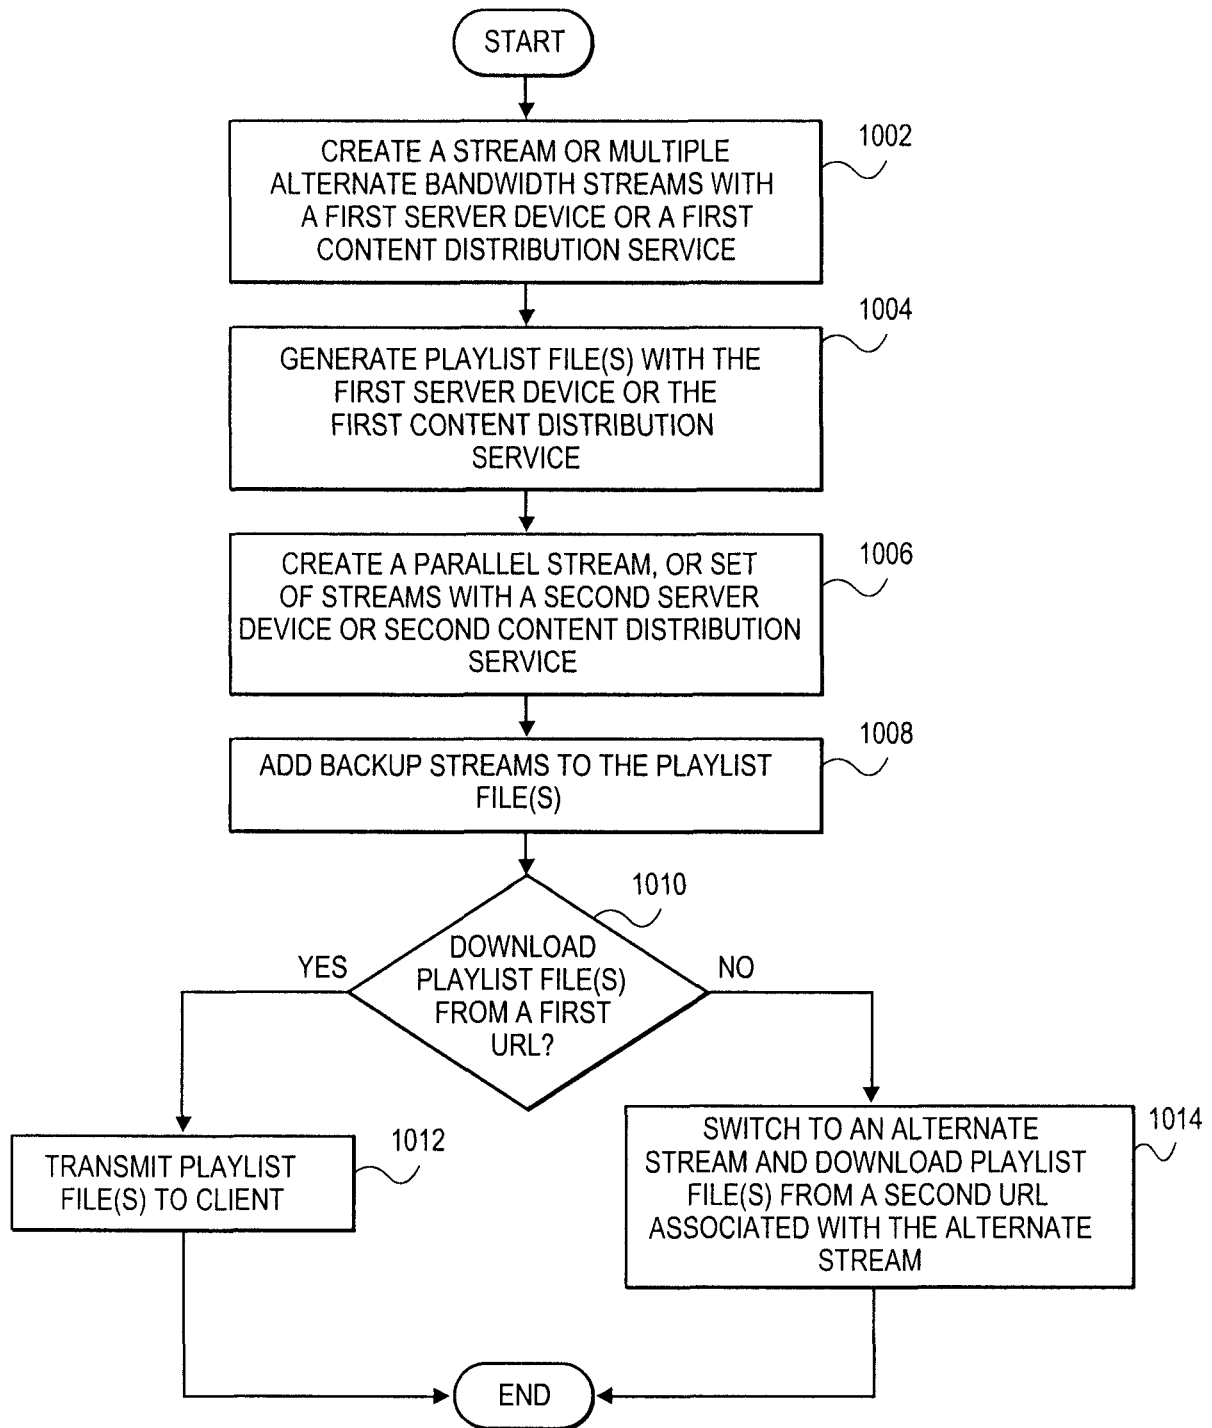 START
1002
CREATE A STREAM OR MULTIPLE
ALTERNATE BANDWIDTH STREAMS WITH
A FIRST SERVER DEVICE OR A FIRST
CONTENT DISTRIBUTION SERVICE
1004
GENERATE PLAYLIST FILE(S) WITH THE
FIRST SERVER DEVICE OR THE
FIRST CONTENT DISTRIBUTION
SERVICE
1006
CREATE A PARALLEL STREAM, OR SET
OF STREAMS WITH A SECOND SERVER
DEVICE OR SECOND CONTENT DISTRIBUTION
SERVICE
1008
ADD BACKUP STREAMS TO THE PLAYLIST
FILE(S)
1010
DOWNLOAD
PLAYLIST FILE(S)
FROM A FIRST
URL?
YES
NO
1012
TRANSMIT PLAYLIST
FILE(S) TO CLIENT
1014
SWITCH TO AN ALTERNATE
STREAM AND DOWNLOAD PLAYLIST
FILE(S) FROM A SECOND URL
ASSOCIATED WITH THE ALTERNATE
STREAM
END